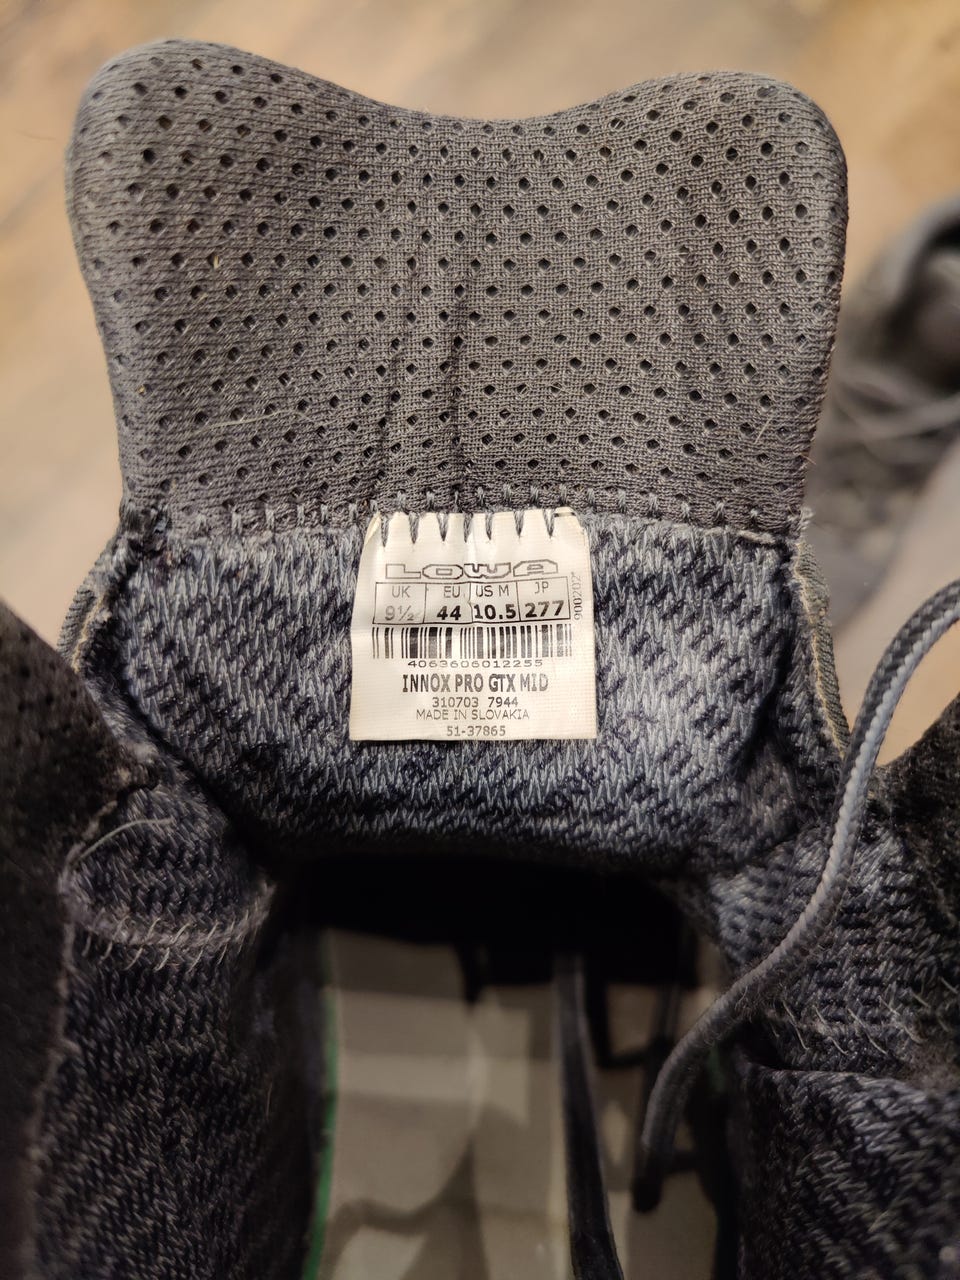 LOWA
UK EU US M JP
9½ 44 10.5 277
900202*
4063606012255
INNOX PRO GTX MID
310703 7944
MADE IN SLOVAKIA
51-37865